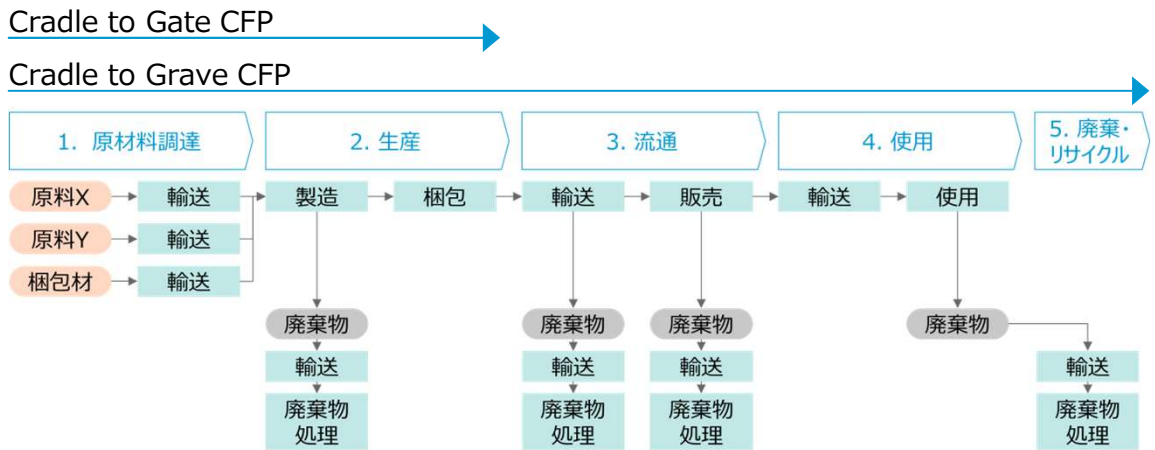 Cradle to Gate CFP
Cradle to Grave CFP
1. 原材料調達
2. 生産
3. 流通
4. 使用
5. 廃棄・
リサイクル
原料X
輸送
製造
梱包
輸送
販売
輸送
使用
原料Y
輸送
梱包材
輸送
廃棄物
廃棄物
廃棄物
廃棄物
輸送
輸送
輸送
輸送
廃棄物
処理
廃棄物
処理
廃棄物
処理
廃棄物
処理